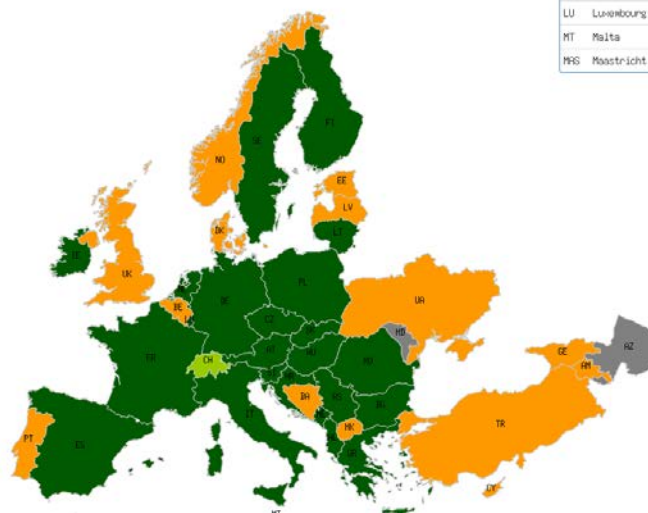 LU Luxembourg
MT Malta
MAS Maastricht
FI
SE
NO
EE
LV
DK
LT
IE
UK
BE
DE
PL
UA
CZ
MD
FR
CH
AT
HU
RO
GE
AZ
AM
BA
RS
IT
BG
MK
TR
PT
ES
GR
CY
MT